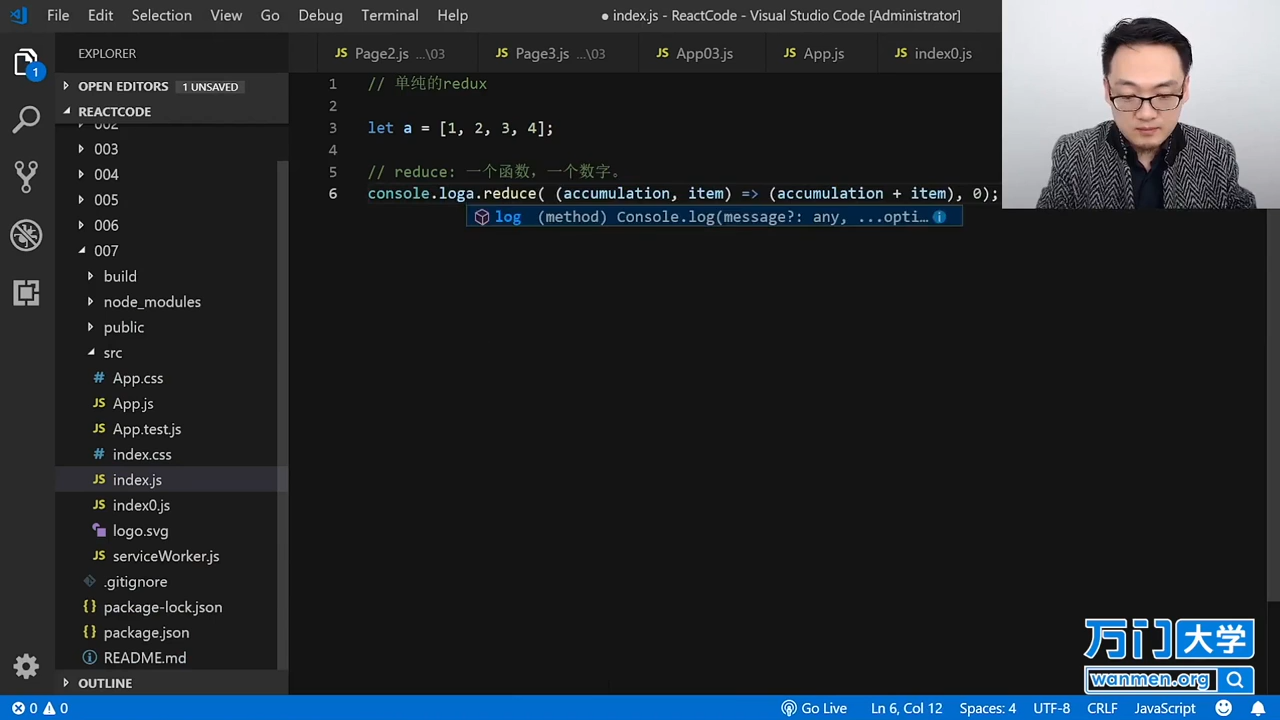 File Edit Selection View Go Debug Terminal Help
● index.js - ReactCode - Visual Studio Code [Administrator]
EXPLORER
OPEN EDITORS 1 UNSAVED
REACTCODE
002
003
004
005
006
007
build
node_modules
public
src
# App.css
JS App.js
JS App.test.js
# index.css
JS index.js
JS index0.js
logo.svg
JS serviceWorker.js
.gitignore
{} package-lock.json
{} package.json
README.md
OUTLINE
1
JS Page2.js ...\03
JS Page3.js ...\03
JS App03.js
JS App.js
JS index0.js
1 // 单纯的redux
2
3 let a = [1, 2, 3, 4];
4
5 // reduce: 一个函数，一个数字。
6 console.loga.reduce( (accumulation, item) => (accumulation + item), 0);
log (method) Console.log(message?: any, ...opti…
万门大学
wanmen.org
0 0
Go Live
Ln 6, Col 12
Spaces: 4
UTF-8
CRLF
JavaScript